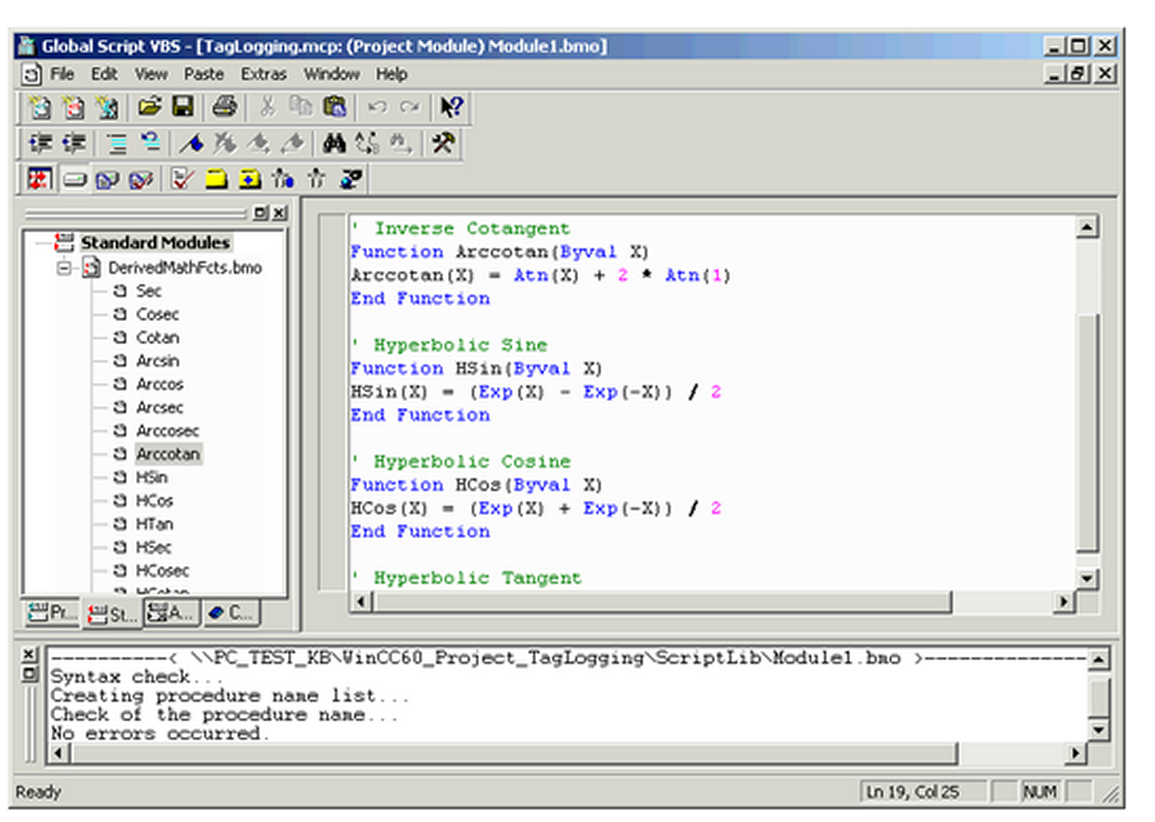 Global Script VBS - [TagLogging.mcp: (Project Module) Module1.bmo]
File Edit View Paste Extras Window Help
Standard Modules
DerivedMathFcts.bmo
Sec
Cosec
Cotan
Arcsin
Arccos
Arcsec
Arccosec
Arccotan
HSin
HCos
HTan
HSec
HCosec
HCotan
Pr... St... A... C...
' Inverse Cotangent
Function Arccotan(Byval X)
Arccotan(X) = Atn(X) + 2 * Atn(1)
End Function
' Hyperbolic Sine
Function HSin(Byval X)
HSin(X) = (Exp(X) - Exp(-X)) / 2
End Function
' Hyperbolic Cosine
Function HCos(Byval X)
HCos(X) = (Exp(X) + Exp(-X)) / 2
End Function
' Hyperbolic Tangent
----------< \\PC_TEST_KB\WinCC60_Project_TagLogging\ScriptLib\Module1.bmo >--------------
Syntax check...
Creating procedure name list...
Check of the procedure name...
No errors occurred.
Ready
Ln 19, Col 25
NUM